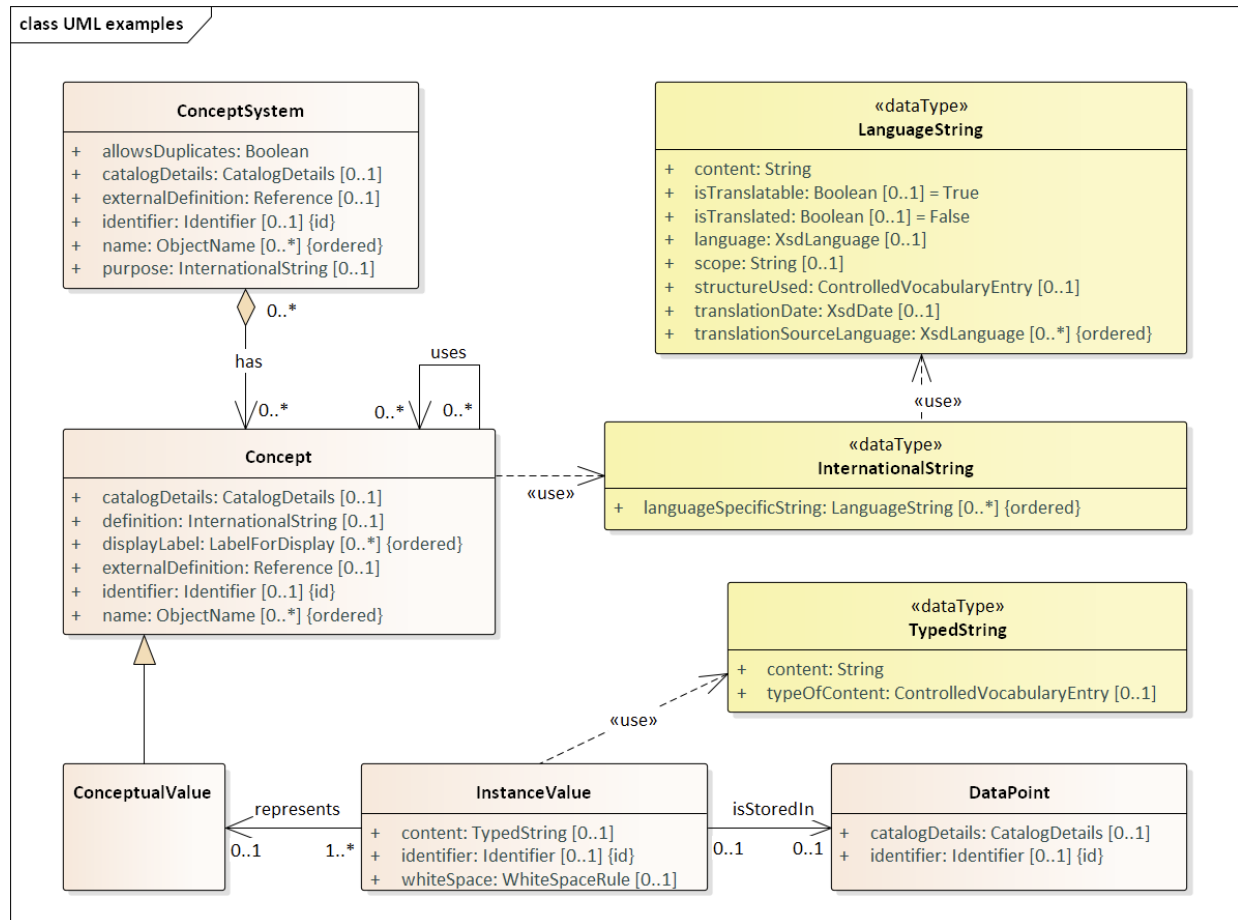 class UML examples
ConceptSystem
+ allowsDuplicates: Boolean
+ catalogDetails: CatalogDetails [0..1]
+ externalDefinition: Reference [0..1]
+ identifier: Identifier [0..1] {id}
+ name: ObjectName [0..*] {ordered}
+ purpose: InternationalString [0..1]
«dataType»
LanguageString
+ content: String
+ isTranslatable: Boolean [0..1] = True
+ isTranslated: Boolean [0..1] = False
+ language: XsdLanguage [0..1]
+ scope: String [0..1]
+ structureUsed: ControlledVocabularyEntry [0..1]
+ translationDate: XsdDate [0..1]
+ translationSourceLanguage: XsdLanguage [0..*] {ordered}
0..*
has
0..*
uses
0..*
0..*
«use»
Concept
+ catalogDetails: CatalogDetails [0..1]
+ definition: InternationalString [0..1]
+ displayLabel: LabelForDisplay [0..*] {ordered}
+ externalDefinition: Reference [0..1]
+ identifier: Identifier [0..1] {id}
+ name: ObjectName [0..*] {ordered}
«use»
«dataType»
InternationalString
+ languageSpecificString: LanguageString [0..*] {ordered}
«dataType»
TypedString
+ content: String
+ typeOfContent: ControlledVocabularyEntry [0..1]
«use»
ConceptualValue
represents
0..1
1..*
InstanceValue
+ content: TypedString [0..1]
+ identifier: Identifier [0..1] {id}
+ whiteSpace: WhiteSpaceRule [0..1]
isStoredIn
0..1
0..1
DataPoint
+ catalogDetails: CatalogDetails [0..1]
+ identifier: Identifier [0..1] {id}